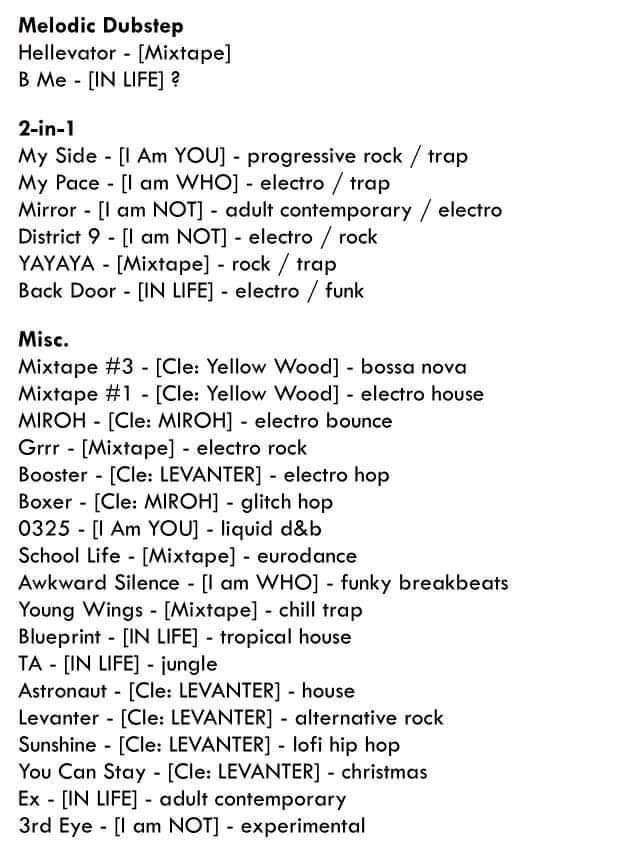 Melodic Dubstep
Hellevator - [Mixtape]
B Me - [IN LIFE] ?
2-in-1
My Side - [I Am YOU] - progressive rock / trap
My Pace - [I am WHO] - electro / trap
Mirror - [I am NOT] - adult contemporary / electro
District 9 - [I am NOT] - electro / rock
YAYAYA - [Mixtape] - rock / trap
Back Door - [IN LIFE] - electro / funk
Misc.
Mixtape #3 - [Cle: Yellow Wood] - bossa nova
Mixtape #1 - [Cle: Yellow Wood] - electro house
MIROH - [Cle: MIROH] - electro bounce
Grrr - [Mixtape] - electro rock
Booster - [Cle: LEVANTER] - electro hop
Boxer - [Cle: MIROH] - glitch hop
0325 - [I Am YOU] - liquid d&b
School Life - [Mixtape] - eurodance
Awkward Silence - [I am WHO] - funky breakbeats
Young Wings - [Mixtape] - chill trap
Blueprint - [IN LIFE] - tropical house
TA - [IN LIFE] - jungle
Astronaut - [Cle: LEVANTER] - house
Levanter - [Cle: LEVANTER] - alternative rock
Sunshine - [Cle: LEVANTER] - lofi hip hop
You Can Stay - [Cle: LEVANTER] - christmas
Ex - [IN LIFE] - adult contemporary
3rd Eye - [I am NOT] - experimental